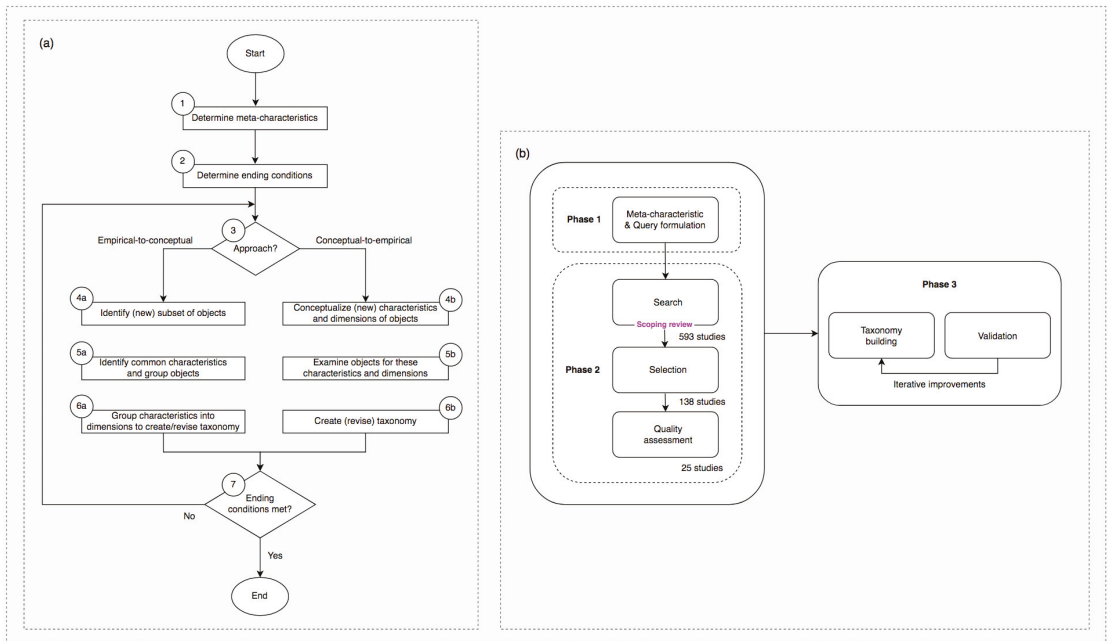 (a)
Start
1
Determine meta-characteristics
2
Determine ending conditions
3
Approach?
Empirical-to-conceptual
Conceptual-to-empirical
4a
Identify (new) subset of objects
4b
Conceptualize (new) characteristics
and dimensions of objects
5a
Identify common characteristics
and group objects
5b
Examine objects for these
characteristics and dimensions
6a
Group characteristics into
dimensions to create/revise taxonomy
6b
Create (revise) taxonomy
7
Ending
conditions met?
No
Yes
End
(b)
Phase 1
Meta-characteristic
& Query formulation
Phase 2
Search
Scoping review
593 studies
Selection
138 studies
Quality
assessment
25 studies
Phase 3
Taxonomy
building
Validation
Iterative improvements